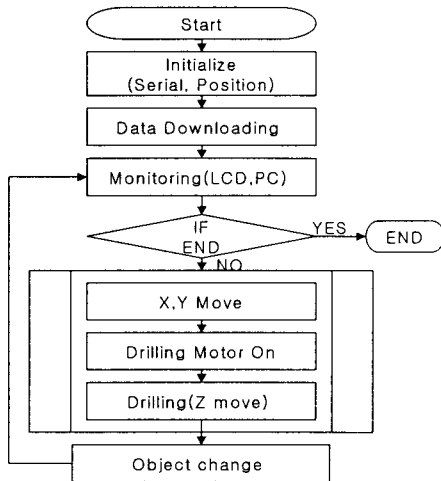 Start
Initialize
(Serial, Position)
Data Downloading
Monitoring(LCD,PC)
IF
END
YES
END
NO
X,Y Move
Drilling Motor On
Drilling(Z move)
Object change